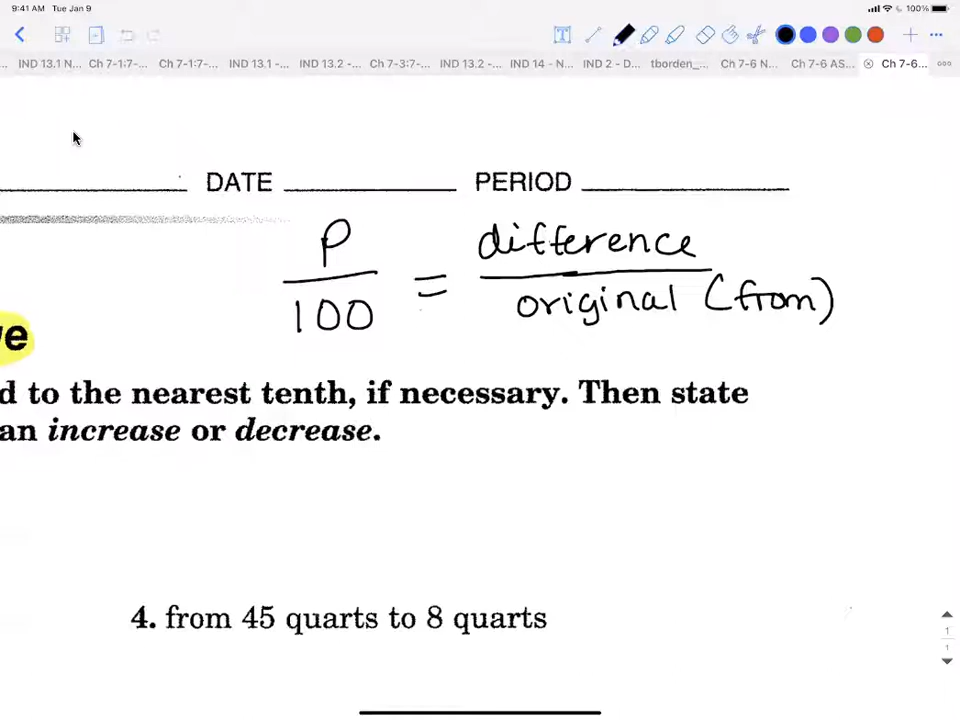 9:41 AM Tue Jan 9
100%
IND 13.1 N... Ch 7-1:7-... Ch 7-1:7-... IND 13.1 -... IND 13.2 -... Ch 7-3:7-... IND 13.2 -... IND 14 - N... IND 2 - D... tborden_... Ch 7-6 N... Ch 7-6 AS... Ch 7-6...
DATE PERIOD
P/100 = difference/original (from)
d to the nearest tenth, if necessary. Then state
an increase or decrease.
4. from 45 quarts to 8 quarts
1
1